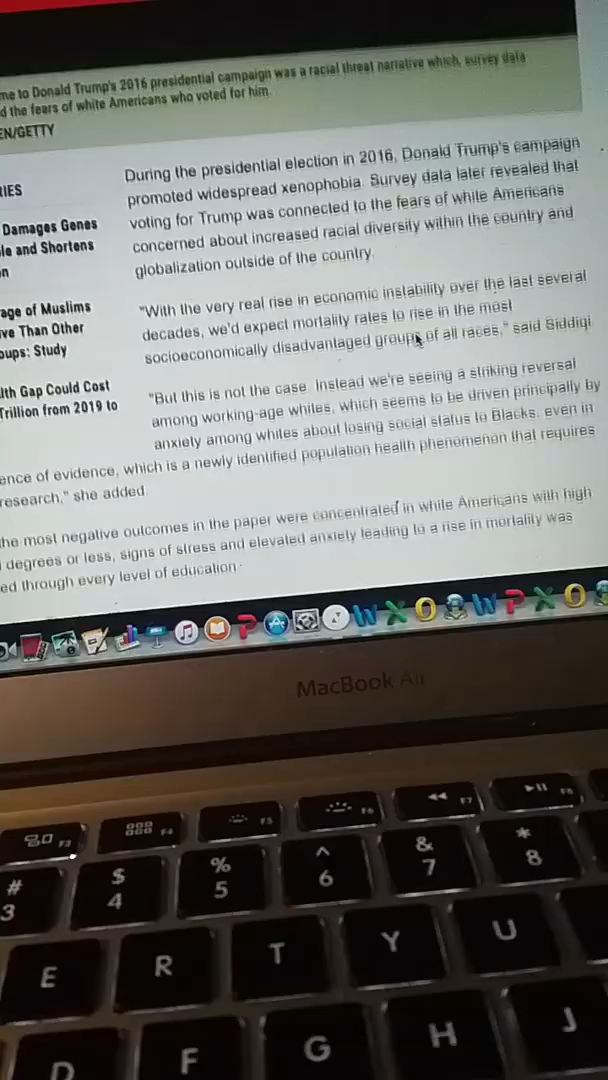 me to Donald Trump's 2016 presidential campaign was a racial threat narrative which, survey data
d the fears of white Americans who voted for him.
EN/GETTY
RIES
Damages Genes
le and Shortens
n
age of Muslims
ve Than Other
oups: Study
lth Gap Could Cost
Trillion from 2019 to
During the presidential election in 2016, Donald Trump's campaign
promoted widespread xenophobia. Survey data later revealed that
voting for Trump was connected to the fears of white Americans
concerned about increased racial diversity within the country and
globalization outside of the country.
"With the very real rise in economic instability over the last several
decades, we'd expect mortality rates to rise in the most
socioeconomically disadvantaged groups of all races," said Siddiqi.
"But this is not the case. Instead we're seeing a striking reversal
among working-age whites, which seems to be driven principally by
anxiety among whites about losing social status to Blacks, even in
ence of evidence, which is a newly identified population health phenomenon that requires
research," she added.
he most negative outcomes in the paper were concentrated in white Americans with high
l degrees or less, signs of stress and elevated anxiety leading to a rise in mortality was
ed through every level of education.
MacBook Air
F3 F4 F5 F6 F7 F8
# $ % ^ & *
3 4 5 6 7 8
E R T Y U
D F G H J